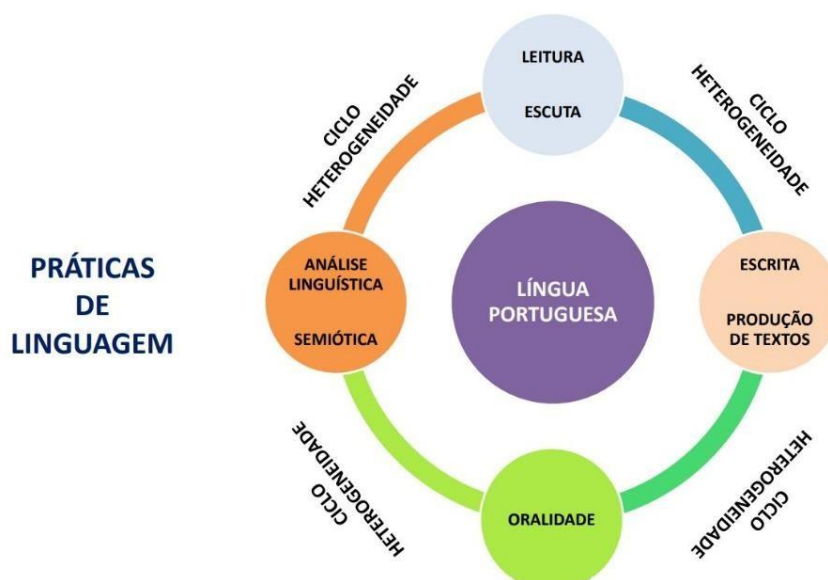 PRÁTICAS
DE
LINGUAGEM
LEITURA
ESCUTA
CICLO
HETEROGENEIDADE
CICLO
HETEROGENEIDADE
ANÁLISE
LINGUÍSTICA
SEMIÓTICA
LÍNGUA
PORTUGUESA
ESCRITA
PRODUÇÃO
DE TEXTOS
CICLO
HETEROGENEIDADE
ORALIDADE
CICLO
HETEROGENEIDADE